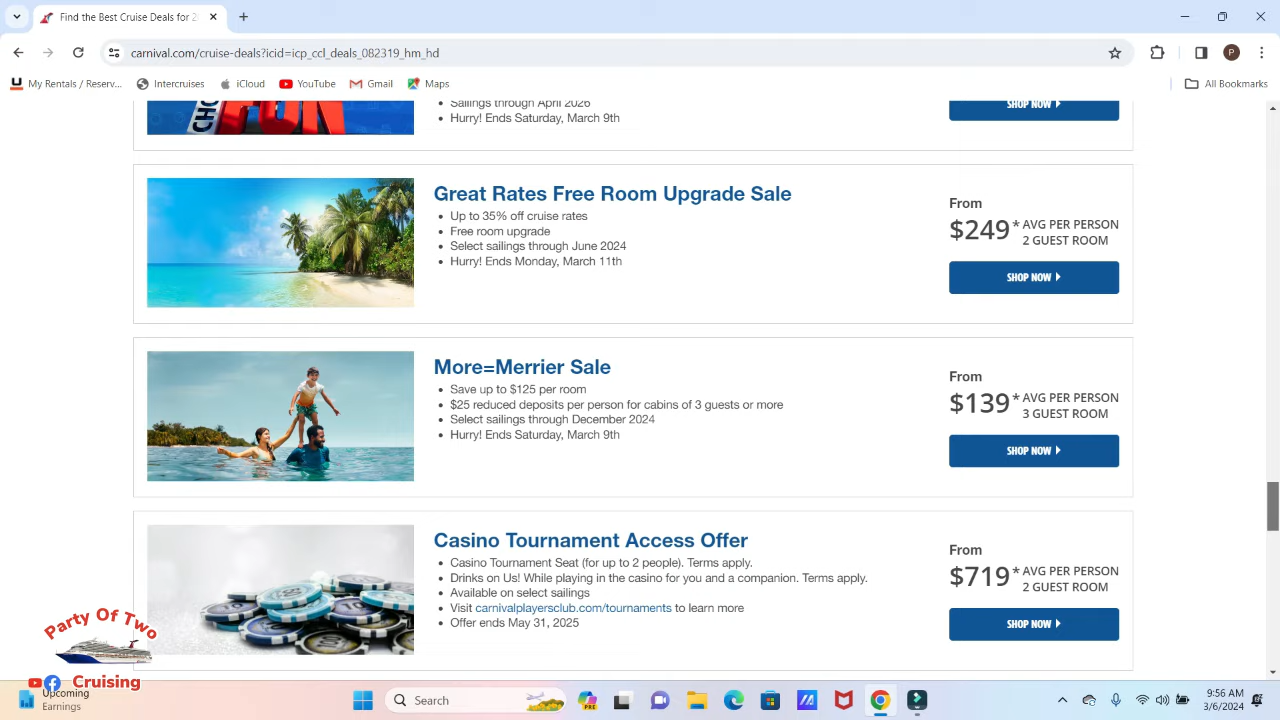 Party of Two - Best of the
carnival.com/cruise-deals?icid=icp_ccl_deals_082319_hm_hd
P
My Rentals / Reserv...
Intercruises
iCloud
YouTube
Gmail
Maps
All Bookmarks
FUN
Sailings through April 2026
Hurry! Ends Saturday, March 9th
SHOP NOW
Great Rates Free Room Upgrade Sale
Up to 35% off cruise rates
Free room upgrade
Select sailings through June 2024
Hurry! Ends Monday, March 11th
From
$249* AVG PER PERSON
2 GUEST ROOM
SHOP NOW
More=Merrier Sale
Save up to $125 per room
$25 reduced deposits per person for cabins of 3 guests or more
Select sailings through December 2024
Hurry! Ends Saturday, March 9th
From
$139* AVG PER PERSON
3 GUEST ROOM
SHOP NOW
Casino Tournament Access Offer
Casino Tournament Seat (for up to 2 people). Terms apply.
Drinks on Us! While playing in the casino for you and a companion. Terms apply.
Available on select sailings
Visit carnivalplayersclub.com/tournaments to learn more
Offer ends May 31, 2025
From
$719* AVG PER PERSON
2 GUEST ROOM
SHOP NOW
Party Of Two
Cruising
Upcoming
Earnings
Search
PRE
9:56 AM
3/6/2024